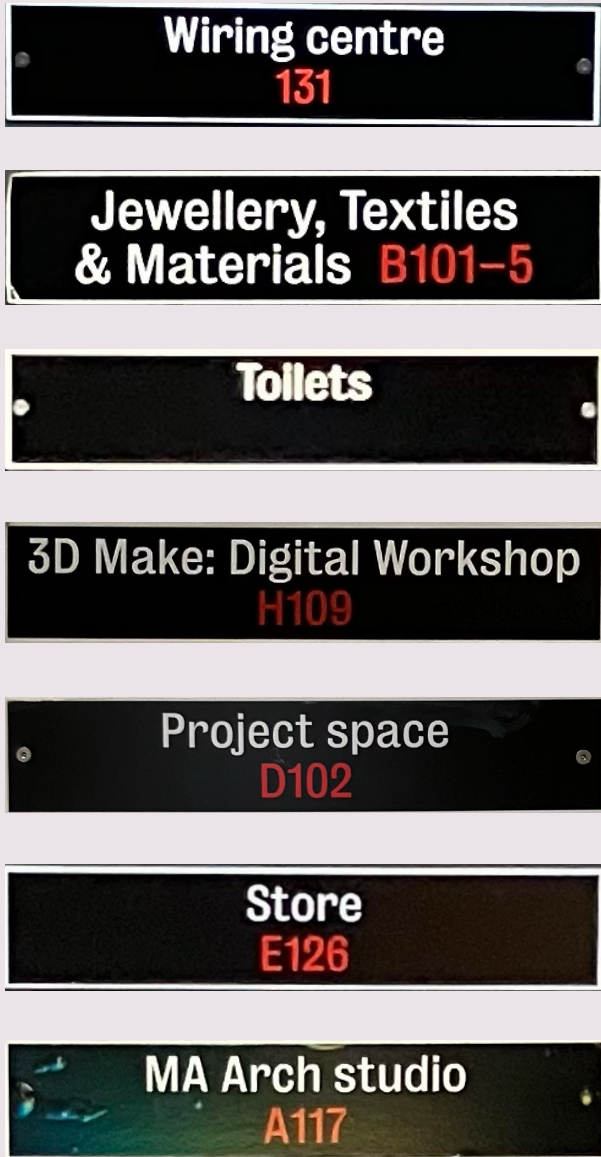 Wiring centre
131
Jewellery, Textiles
& Materials B101–5
Toilets
3D Make: Digital Workshop
H109
Project space
D102
Store
E126
MA Arch studio
A117